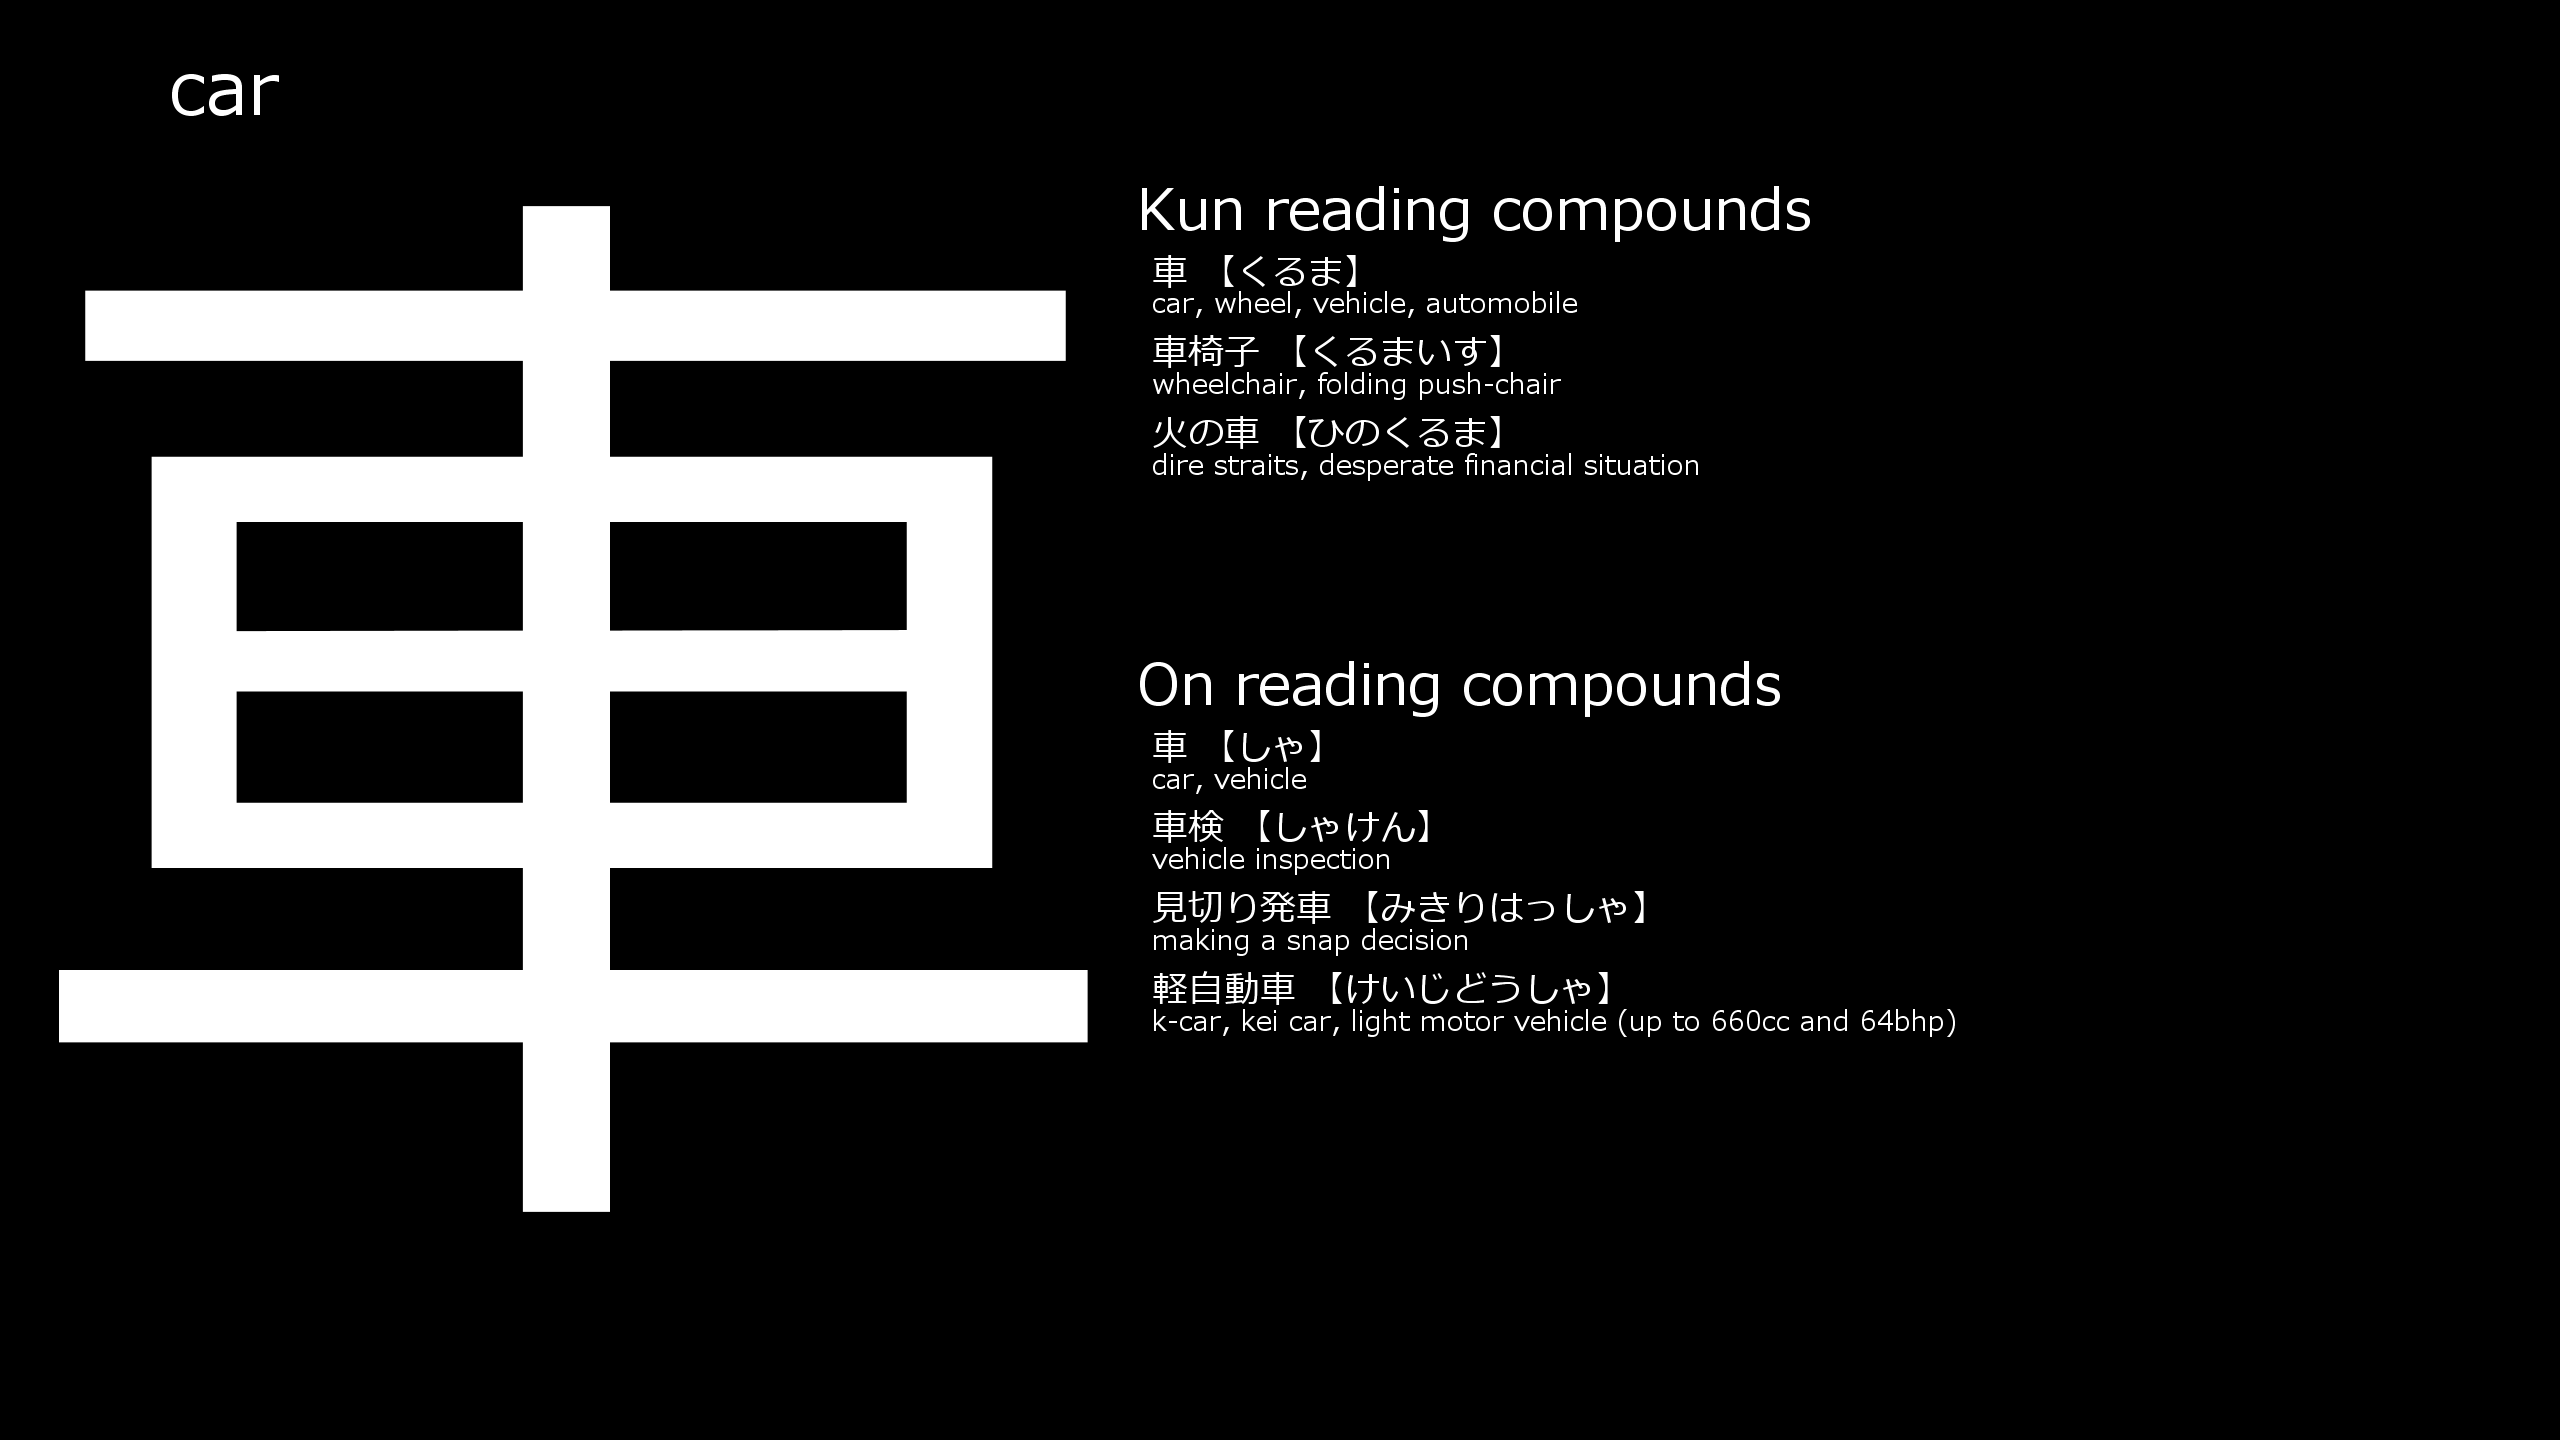 car
車
Kun reading compounds
車 【くるま】
car, wheel, vehicle, automobile
車椅子 【くるまいす】
wheelchair, folding push-chair
火の車 【ひのくるま】
dire straits, desperate financial situation
On reading compounds
車 【しゃ】
car, vehicle
車検 【しゃけん】
vehicle inspection
見切り発車 【みきりはっしゃ】
making a snap decision
軽自動車 【けいじどうしゃ】
k-car, kei car, light motor vehicle (up to 660cc and 64bhp)